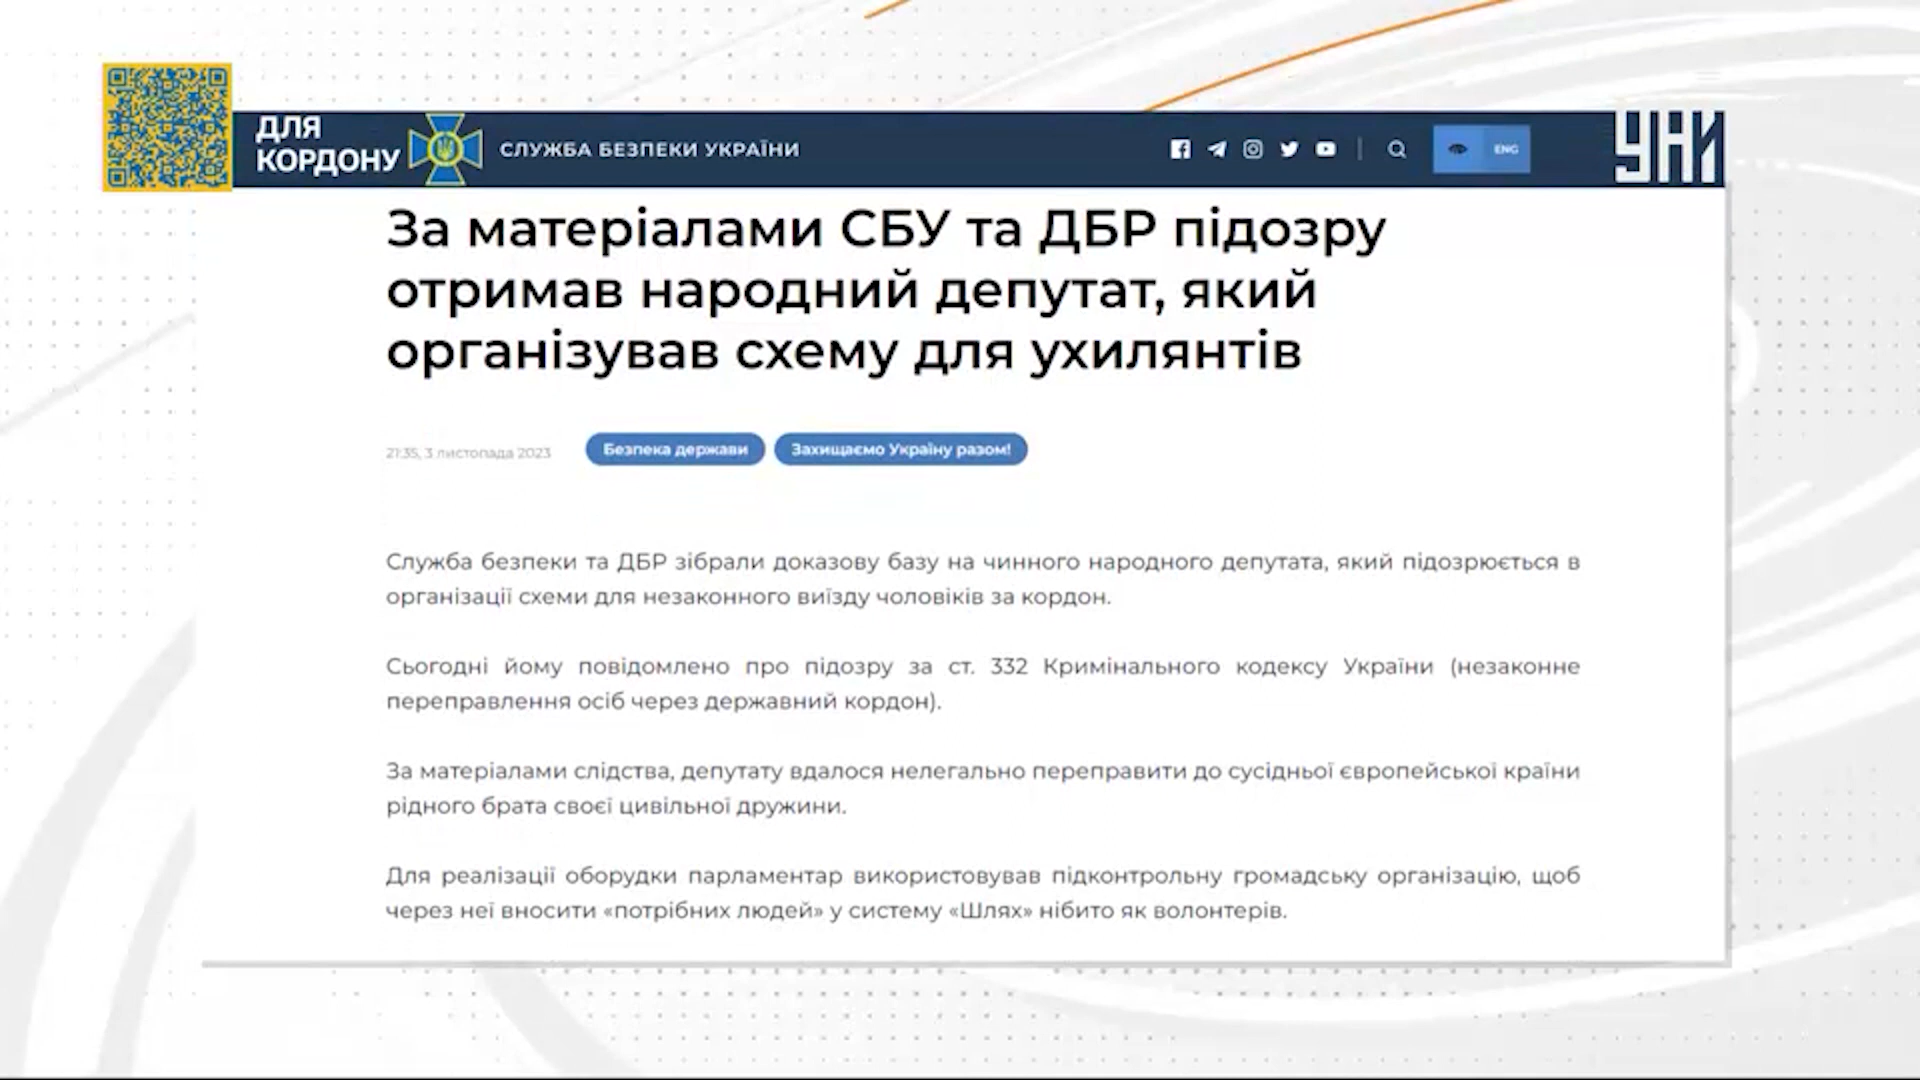 ДЛЯ
КОРДОНУ
СЛУЖБА БЕЗПЕКИ УКРАЇНИ
ENG
УНИ
За матеріалами СБУ та ДБР підозру
отримав народний депутат, який
організував схему для ухилянтів
21:35, 3 листопада 2023
Безпека держави
Захищаємо Україну разом!
Служба безпеки та ДБР зібрали доказову базу на чинного народного депутата, який підозрюється в
організації схеми для незаконного виїзду чоловіків за кордон.
Сьогодні йому повідомлено про підозру за ст. 332 Кримінального кодексу України (незаконне
переправлення осіб через державний кордон).
За матеріалами слідства, депутату вдалося нелегально переправити до сусідньої європейської країни
рідного брата своєї цивільної дружини.
Для реалізації оборудки парламентар використовував підконтрольну громадську організацію, щоб
через неї вносити «потрібних людей» у систему «Шлях» нібито як волонтерів.